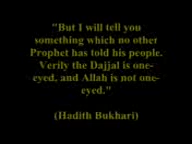 "But I will tell you
something which no other
Prophet has told his people.
Verily the Dajjal is one-
eyed, and Allah is not one-
eyed."
(Hadith Bukhari)